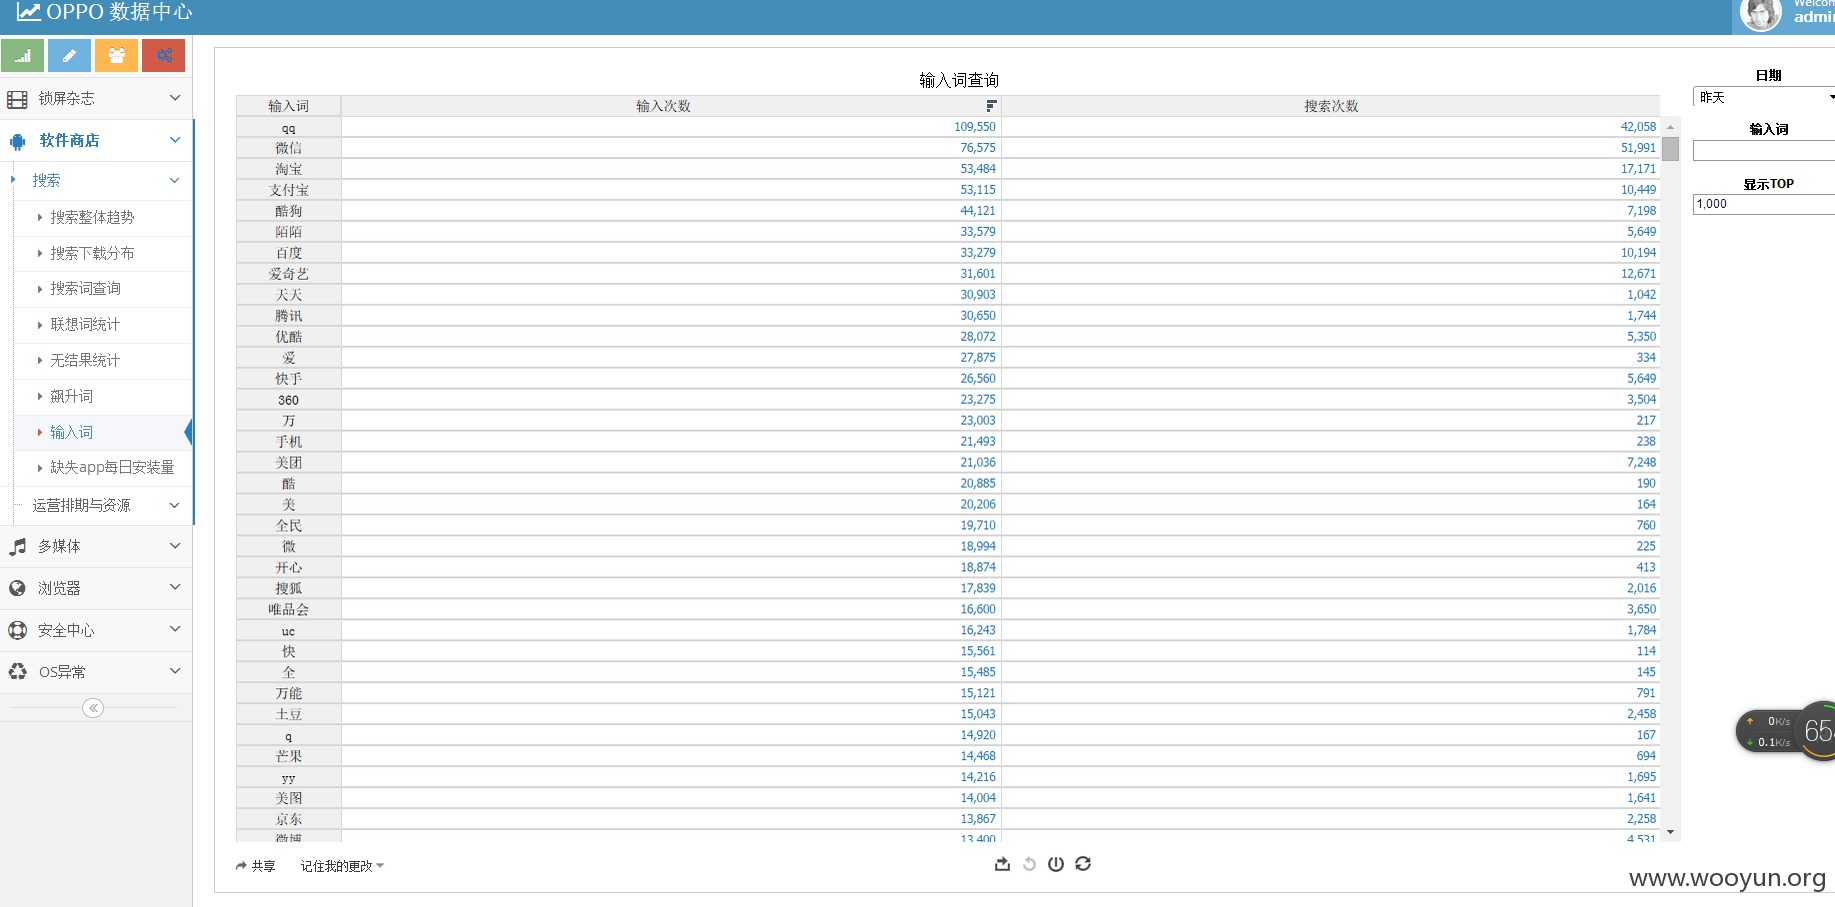 OPPO 数据中心
Welcom
admi
锁屏杂志
软件商店
搜索
搜索整体趋势
搜索下载分布
搜索词查询
联想词统计
无结果统计
飙升词
输入词
缺失app每日安装量
运营排期与资源
多媒体
浏览器
安全中心
OS异常
输入词查询
输入词 输入次数 搜索次数
qq 109,550 42,058
微信 76,575 51,991
淘宝 53,484 17,171
支付宝 53,115 10,449
酷狗 44,121 7,198
陌陌 33,579 5,649
百度 33,279 10,194
爱奇艺 31,601 12,671
天天 30,903 1,042
腾讯 30,650 1,744
优酷 28,072 5,350
爱 27,875 334
快手 26,560 5,649
360 23,275 3,504
万 23,003 217
手机 21,493 238
美团 21,036 7,248
酷 20,885 190
美 20,206 164
全民 19,710 760
微 18,994 225
开心 18,874 413
搜狐 17,839 2,016
唯品会 16,600 3,650
uc 16,243 1,784
快 15,561 114
全 15,485 145
万能 15,121 791
土豆 15,043 2,458
q 14,920 167
芒果 14,468 694
yy 14,216 1,695
美图 14,004 1,641
京东 13,867 2,258
微博 13,400 4,531
共享 记住我的更改
日期
昨天
输入词
显示TOP
1,000
0K/s
0.1K/s
65
www.wooyun.org